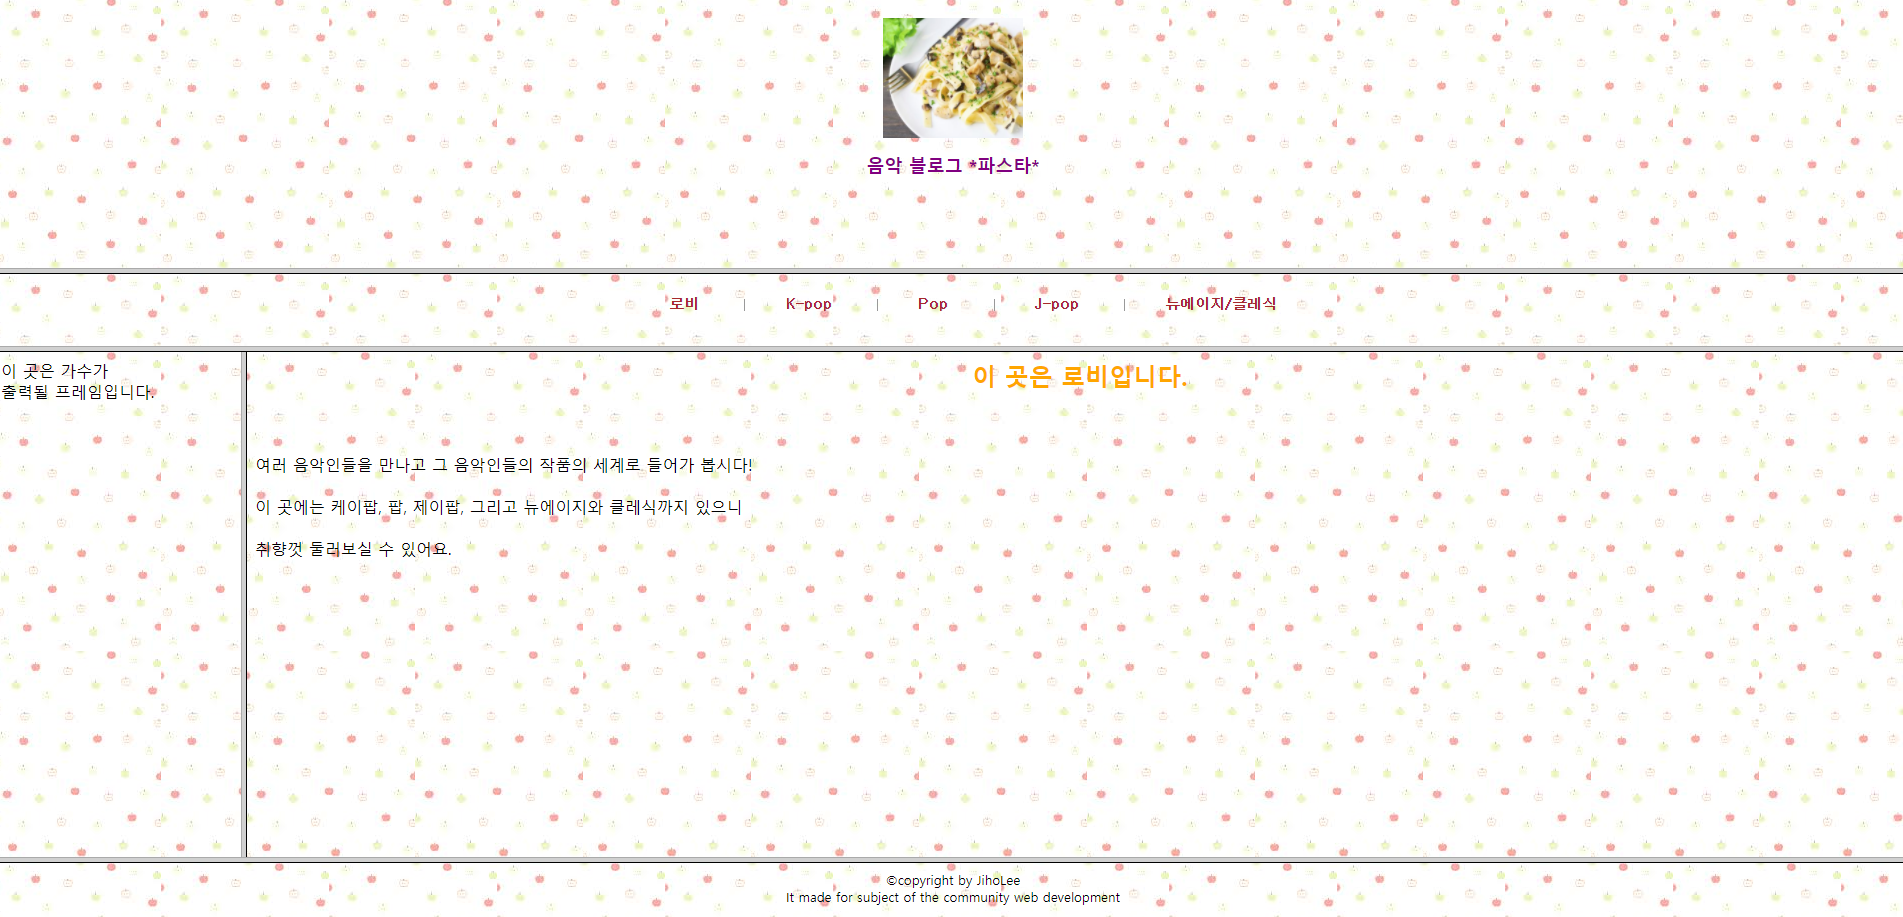 음악 블로그 *파스타*
로비 | K-pop | Pop | J-pop | 뉴에이지/클레식
이 곳은 가수가
출력될 프레임입니다.
이 곳은 로비입니다.
여러 음악인들을 만나고 그 음악인들의 작품의 세계로 들어가 봅시다!
이 곳에는 케이팝, 팝, 제이팝, 그리고 뉴에이지와 클레식까지 있으니
취향껏 둘러보실 수 있어요.
©copyright by JihoLee
It made for subject of the community web development